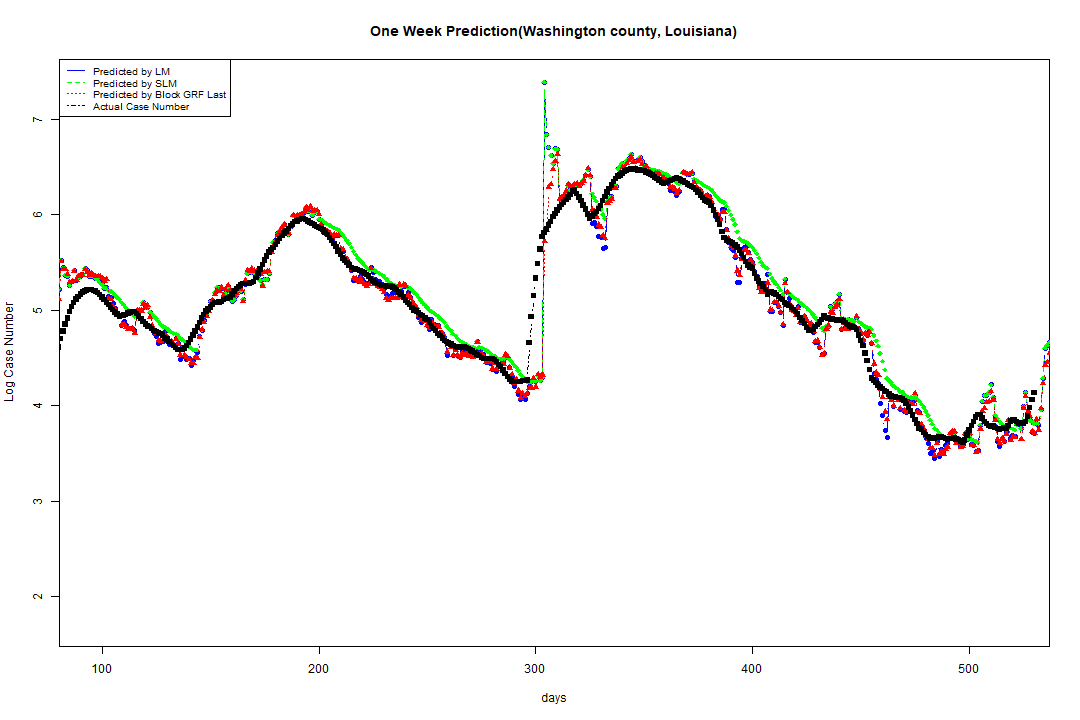 One Week Prediction(Washington county, Louisiana)
Predicted by LM
Predicted by SLM
Predicted by Block GRF Last
Actual Case Number
Log Case Number
7
6
5
4
3
2
100 200 300 400 500
days